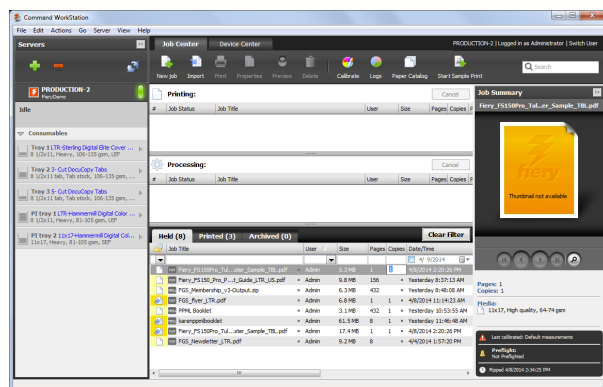 Command WorkStation
File Edit Actions Go Server View Help
Servers
Job Center Device Center
PRODUCTION-2 | Logged in as Administrator | Switch User
New job Import Print Properties Preview Delete Calibrate Logs Paper Catalog Start Sample Print
Search
PRODUCTION-2
FieryDemo
Idle
Consumables
Tray 1 LTR-Sterling Digital Elite Cover ...
8 1/2x11, Heavy, 106-135 gsm, LEF
Tray 2 3- Cut DocuCopy Tabs
8 1/2x11, Tab stock, 106-135 gsm, ...
Tray 3 5- Cut DocuCopy Tabs
8 1/2x11, Tab stock, 106-135 gsm, ...
PI tray 1 LTR-Hammermill Digital Color ...
8 1/2x11, Heavy, 81-105 gsm, LEF
PI tray 2 11x17-Hammermill Digital Col...
11x17, Heavy, 81-105 gsm, SEF
Printing:
Cancel
# Job Status Job Title User Size Pages Copies F
Processing:
Cancel
# Job Status Job Title User Size Pages Copies F
Held (8) Printed (3) Archived (0)
Clear Filter
Job Title User Size Pages Copies Date/Time
4/ 9/2014
Fiery_FS150Pro_Tul...ster_Sample_TBL.pdf Admin 5.3 MB 1 1 4/8/2014 2:20:26 PM
Fiery_FS150_Pro_P...t_Guide_LTR_US.pdf Admin 9.8 MB 156 Yesterday 8:37:13 AM
FGS_Membership_v3-Output.zip Admin 6.3 MB 432 Yesterday 8:48:08 AM
FGS_flyer_LTR.pdf Admin 6.8 MB 1 1 4/8/2014 11:14:23 AM
PPML Booklet Admin 3.1 MB 432 1 Yesterday 10:53:55 AM
karenppmlbooklet Admin 61.5 MB 8 1 Yesterday 11:46:48 AM
Fiery_FS150Pro_Tul...ster_Sample_TBL.pdf Admin 17.4 MB 1 1 4/8/2014 2:20:26 PM
FGS_Newsletter_LTR.pdf Admin 9.2 MB 8 4/4/2014 1:57:20 PM
Job Summary
Fiery_FS150Pro_Tul...er_Sample_TBL.pdf
fiery
Thumbnail not available
Pages: 1
Copies: 1
Media:
11x17, High quality, 64-74 gsm
Last calibrated: Default measurements
Preflight:
Not Preflighted
Ripped 4/8/2014 2:34:25 PM